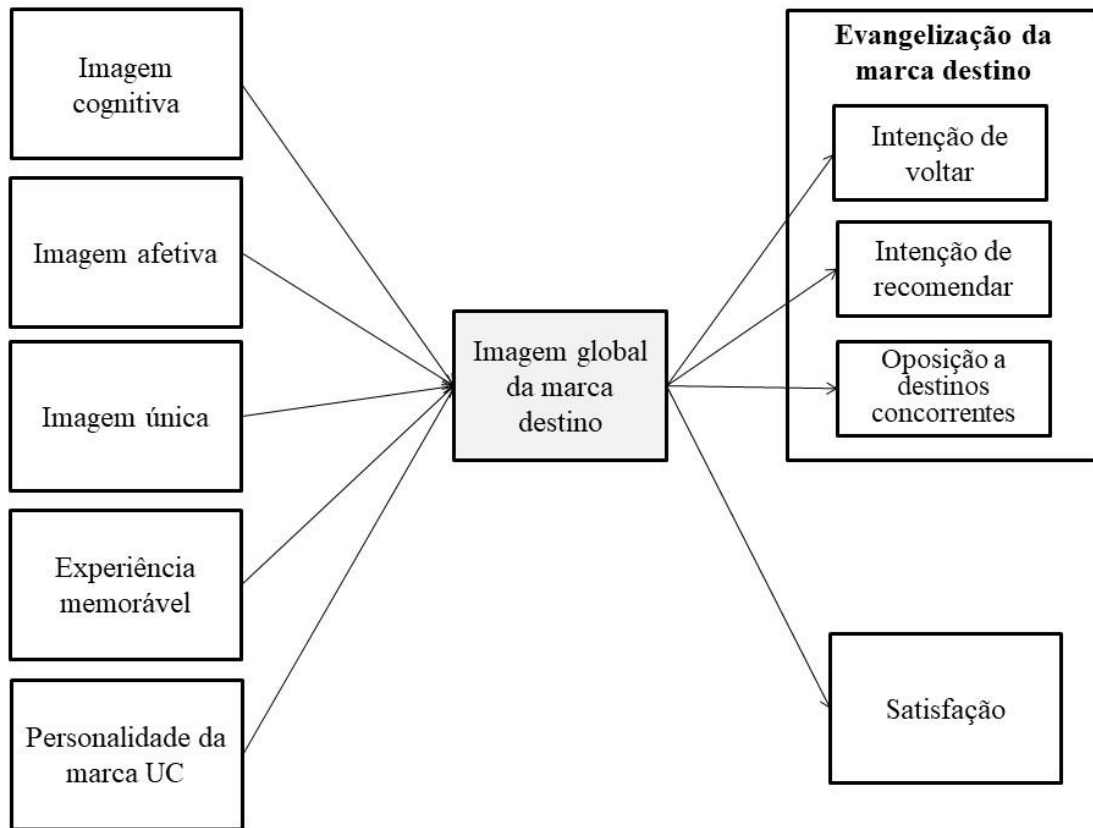 Imagem
cognitiva
Imagem afetiva
Imagem única
Experiência
memorável
Personalidade da
marca UC
Imagem global
da marca
destino
Evangelização da
marca destino
Intenção de
voltar
Intenção de
recomendar
Oposição a
destinos
concorrentes
Satisfação